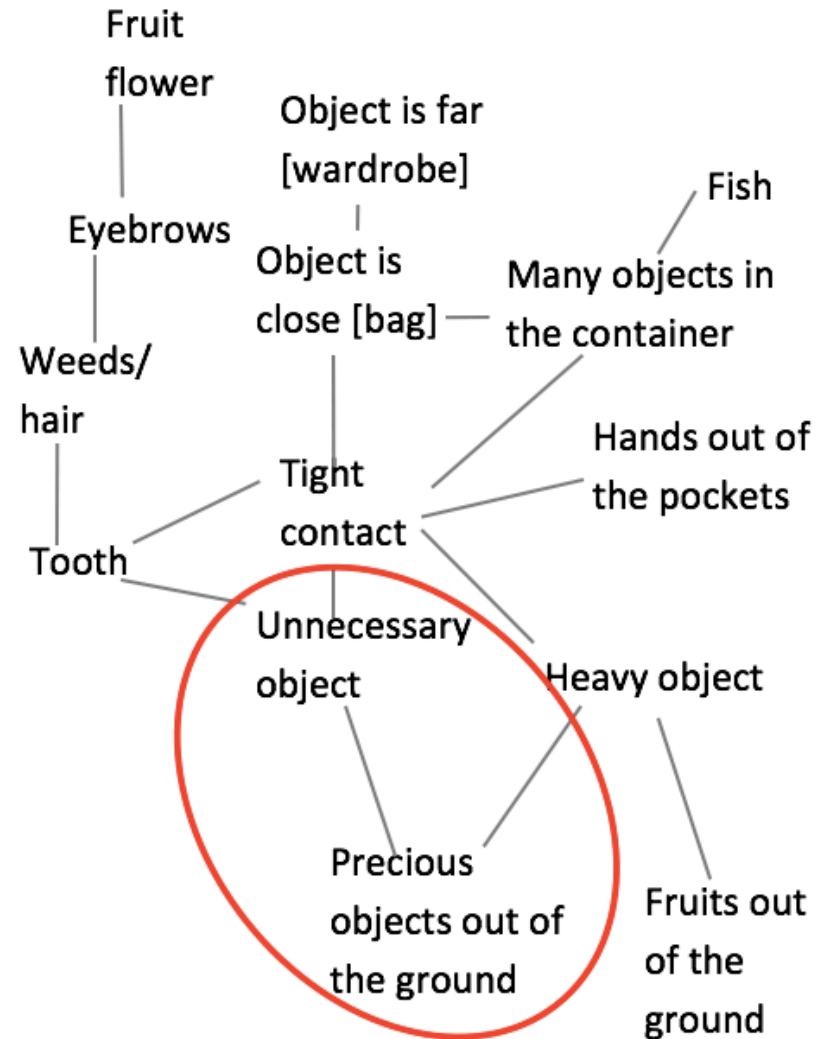 Fruit
flower
Object is far
[wardrobe]
Fish
Eyebrows
Object is
close [bag]
Many objects in
the container
Weeds/
hair
Hands out of
the pockets
Tight
contact
Tooth
Unnecessary
object
Heavy object
Precious
objects out of
the ground
Fruits out
of the
ground